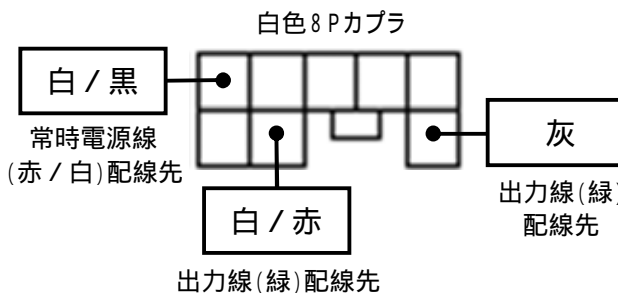 白色8Pカプラ
白/黒
常時電源線
(赤/白)配線先
灰
出力線(緑)
配線先
白/赤
出力線(緑)配線先